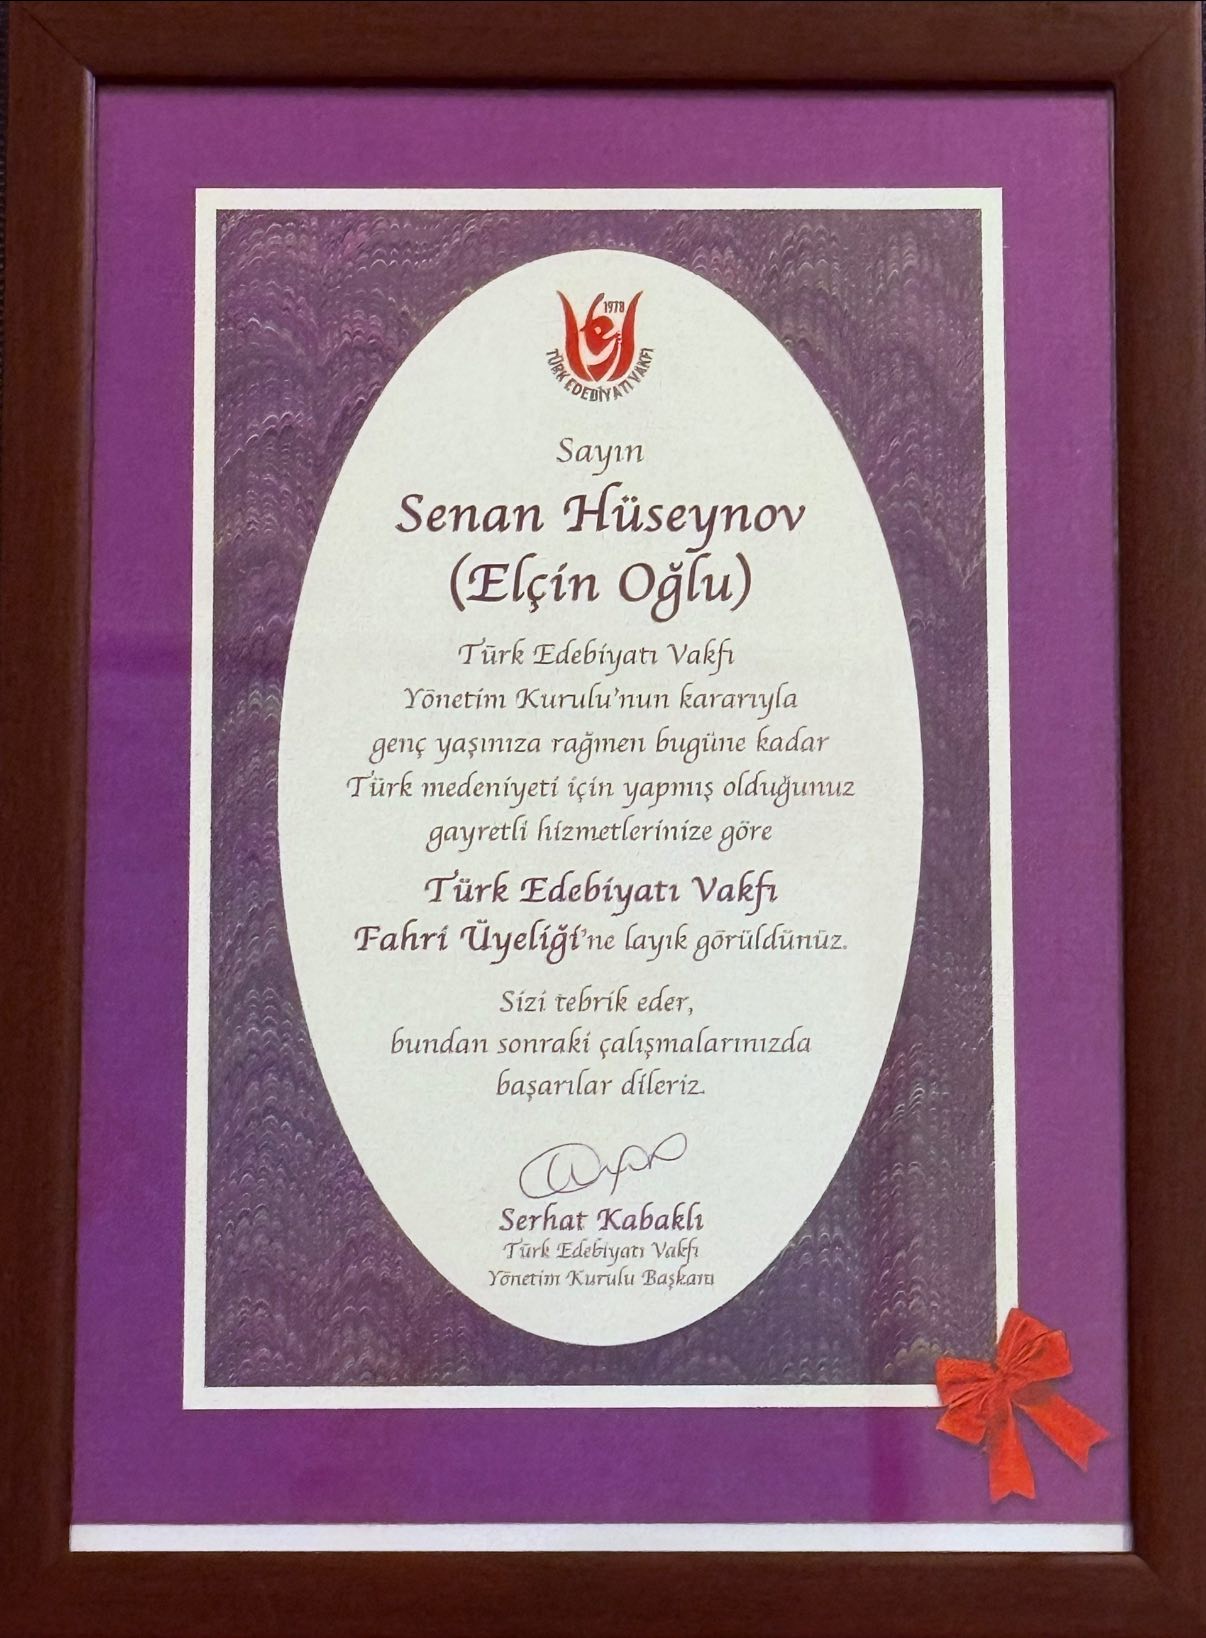 1978
TÜRK EDEBİYATI VAKFI
Sayın
Senan Hüseynov
(Elçin Oğlu)
Türk Edebiyatı Vakfı
Yönetim Kurulu'nun kararıyla
genç yaşınıza rağmen bugüne kadar
Türk medeniyeti için yapmış olduğunuz
gayretli hizmetlerinize göre
Türk Edebiyatı Vakfı
Fahri Üyeliği'ne layık görüldünüz.
Sizi tebrik eder,
bundan sonraki çalışmalarınızda
başarılar dileriz.
Serhat Kabaklı
Türk Edebiyatı Vakfı
Yönetim Kurulu Başkanı